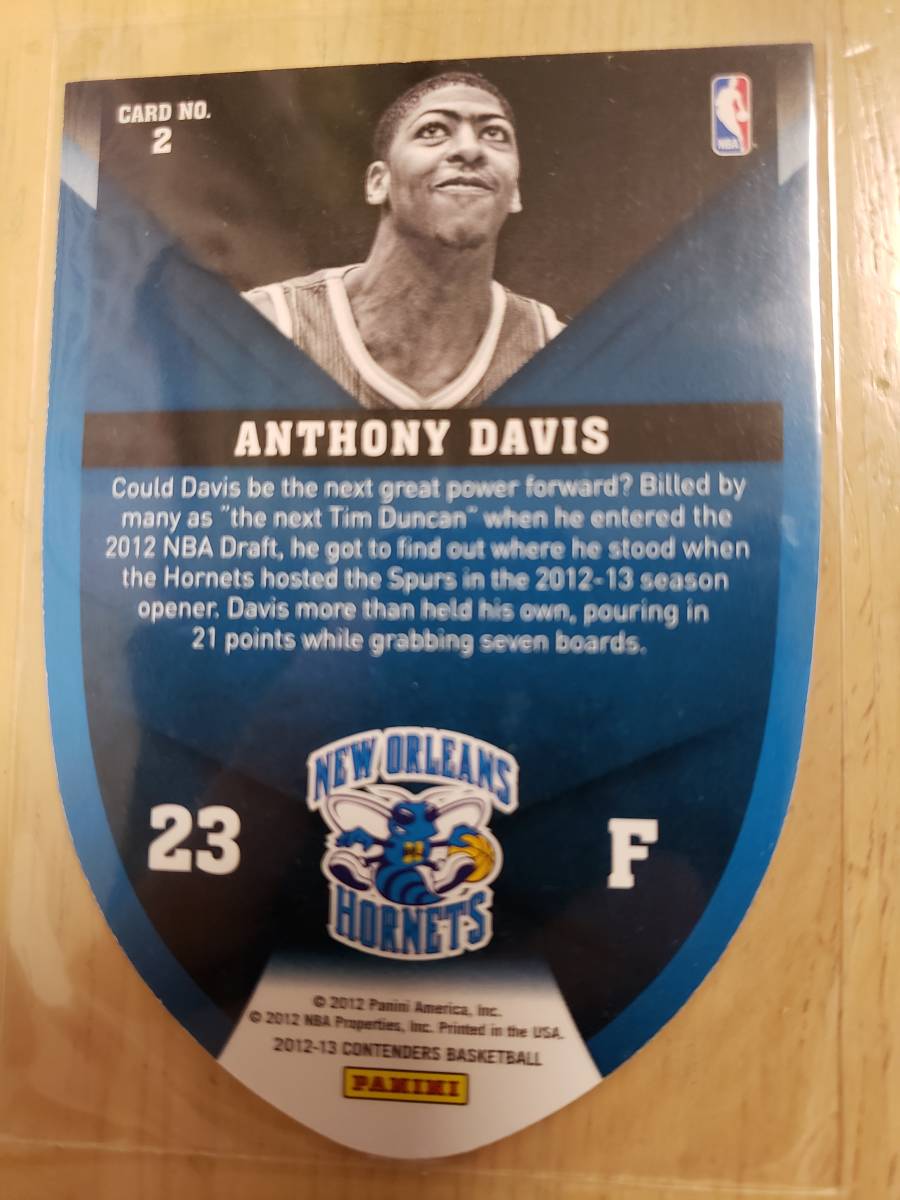 CARD NO.
2
NBA
ANTHONY DAVIS
Could Davis be the next great power forward? Billed by
many as "the next Tim Duncan" when he entered the
2012 NBA Draft, he got to find out where he stood when
the Hornets hosted the Spurs in the 2012-13 season
opener. Davis more than held his own, pouring in
21 points while grabbing seven boards.
NEW ORLEANS
HORNETS
23
F
© 2012 Panini America, Inc.
© 2012 NBA Properties, Inc. Printed in the USA.
2012-13 CONTENDERS BASKETBALL
PANINI